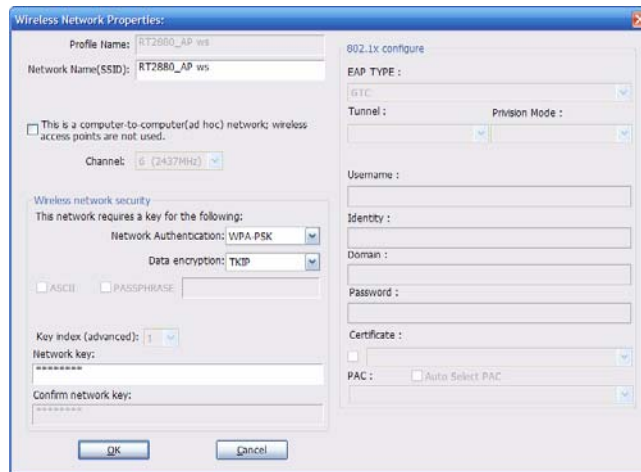 Wireless Network Properties:
Profile Name: RT2880_AP ws
Network Name(SSID): RT2880_AP ws
This is a computer-to-computer(ad hoc) network; wireless
access points are not used.
Channel: 6 (2437MHz)
Wireless network security
This network requires a key for the following:
Network Authentication: WPA-PSK
Data encryption: TKIP
ASCII PASSPHRASE
Key index (advanced): 1
Network key:
********
Confirm network key:
********
OK Cancel
802.1x configure
EAP TYPE :
GTC
Tunnel : Privision Mode :
Username :
Identity :
Domain :
Password :
Certificate :
PAC : Auto Select PAC